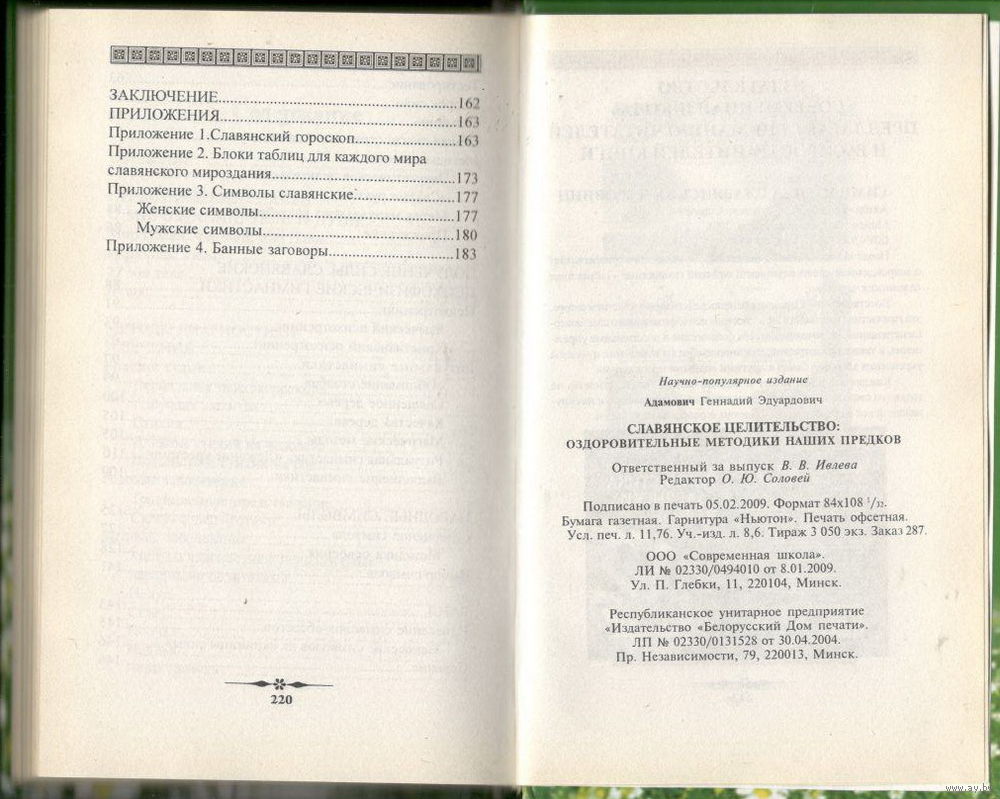 ЗАКЛЮЧЕНИЕ..........162
ПРИЛОЖЕНИЯ..........163
Приложение 1.Славянский гороскоп..........163
Приложение 2. Блоки таблиц для каждого мира
славянского мироздания..........173
Приложение 3. Символы славянские..........177
Женские символы..........177
Мужские символы..........180
Приложение 4. Банные заговоры..........183
220
Научно-популярное издание
Адамович Геннадий Эдуардович
СЛАВЯНСКОЕ ЦЕЛИТЕЛЬСТВО:
ОЗДОРОВИТЕЛЬНЫЕ МЕТОДИКИ НАШИХ ПРЕДКОВ
Ответственный за выпуск В. В. Ивлева
Редактор О. Ю. Соловей
Подписано в печать 05.02.2009. Формат 84х108 1/32.
Бумага газетная. Гарнитура «Ньютон». Печать офсетная.
Усл. печ. л. 11,76. Уч.-изд. л. 8,6. Тираж 3 050 экз. Заказ 287.
ООО «Современная школа».
ЛИ № 02330/0494010 от 8.01.2009.
Ул. П. Глебки, 11, 220104, Минск.
Республиканское унитарное предприятие
«Издательство «Белорусский Дом печати».
ЛП № 02330/0131528 от 30.04.2004.
Пр. Независимости, 79, 220013, Минск.
www.ay.by